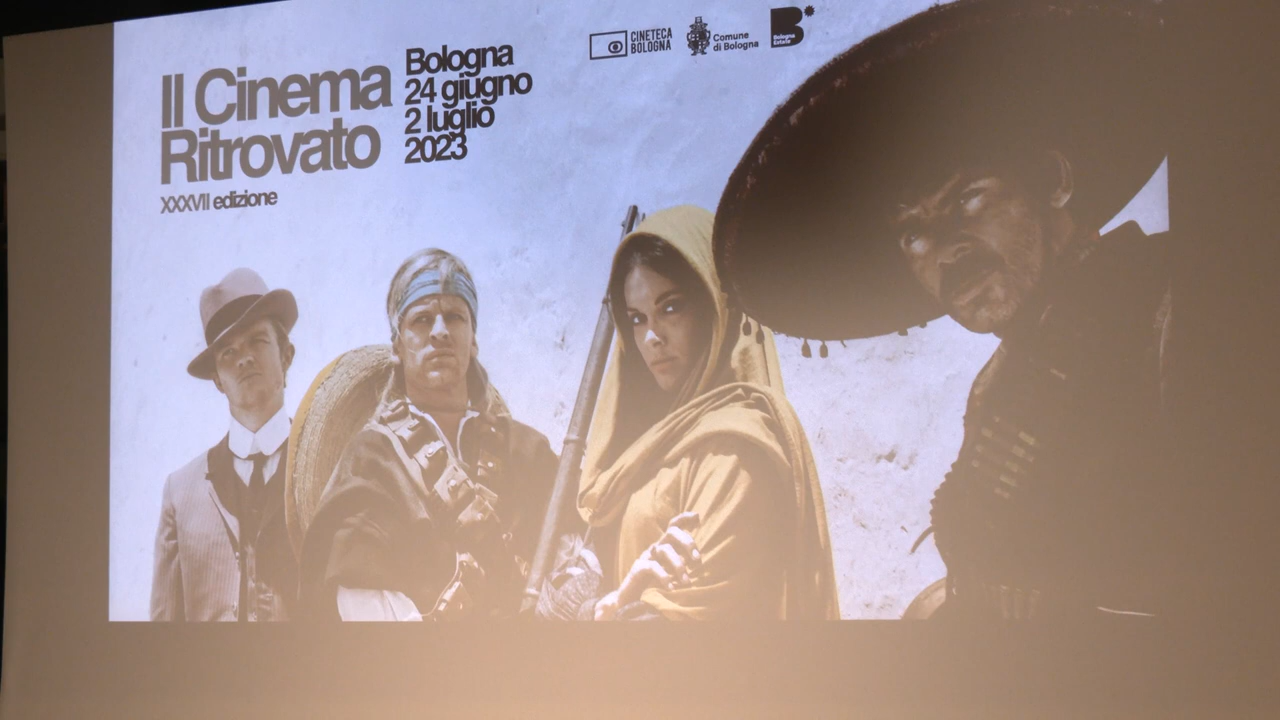 Il Cinema
Ritrovato
XXXVII edizione
Bologna
24 giugno
2 luglio
2023
CINETECA
BOLOGNA
Comune
di Bologna
B*
Bologna
Estate